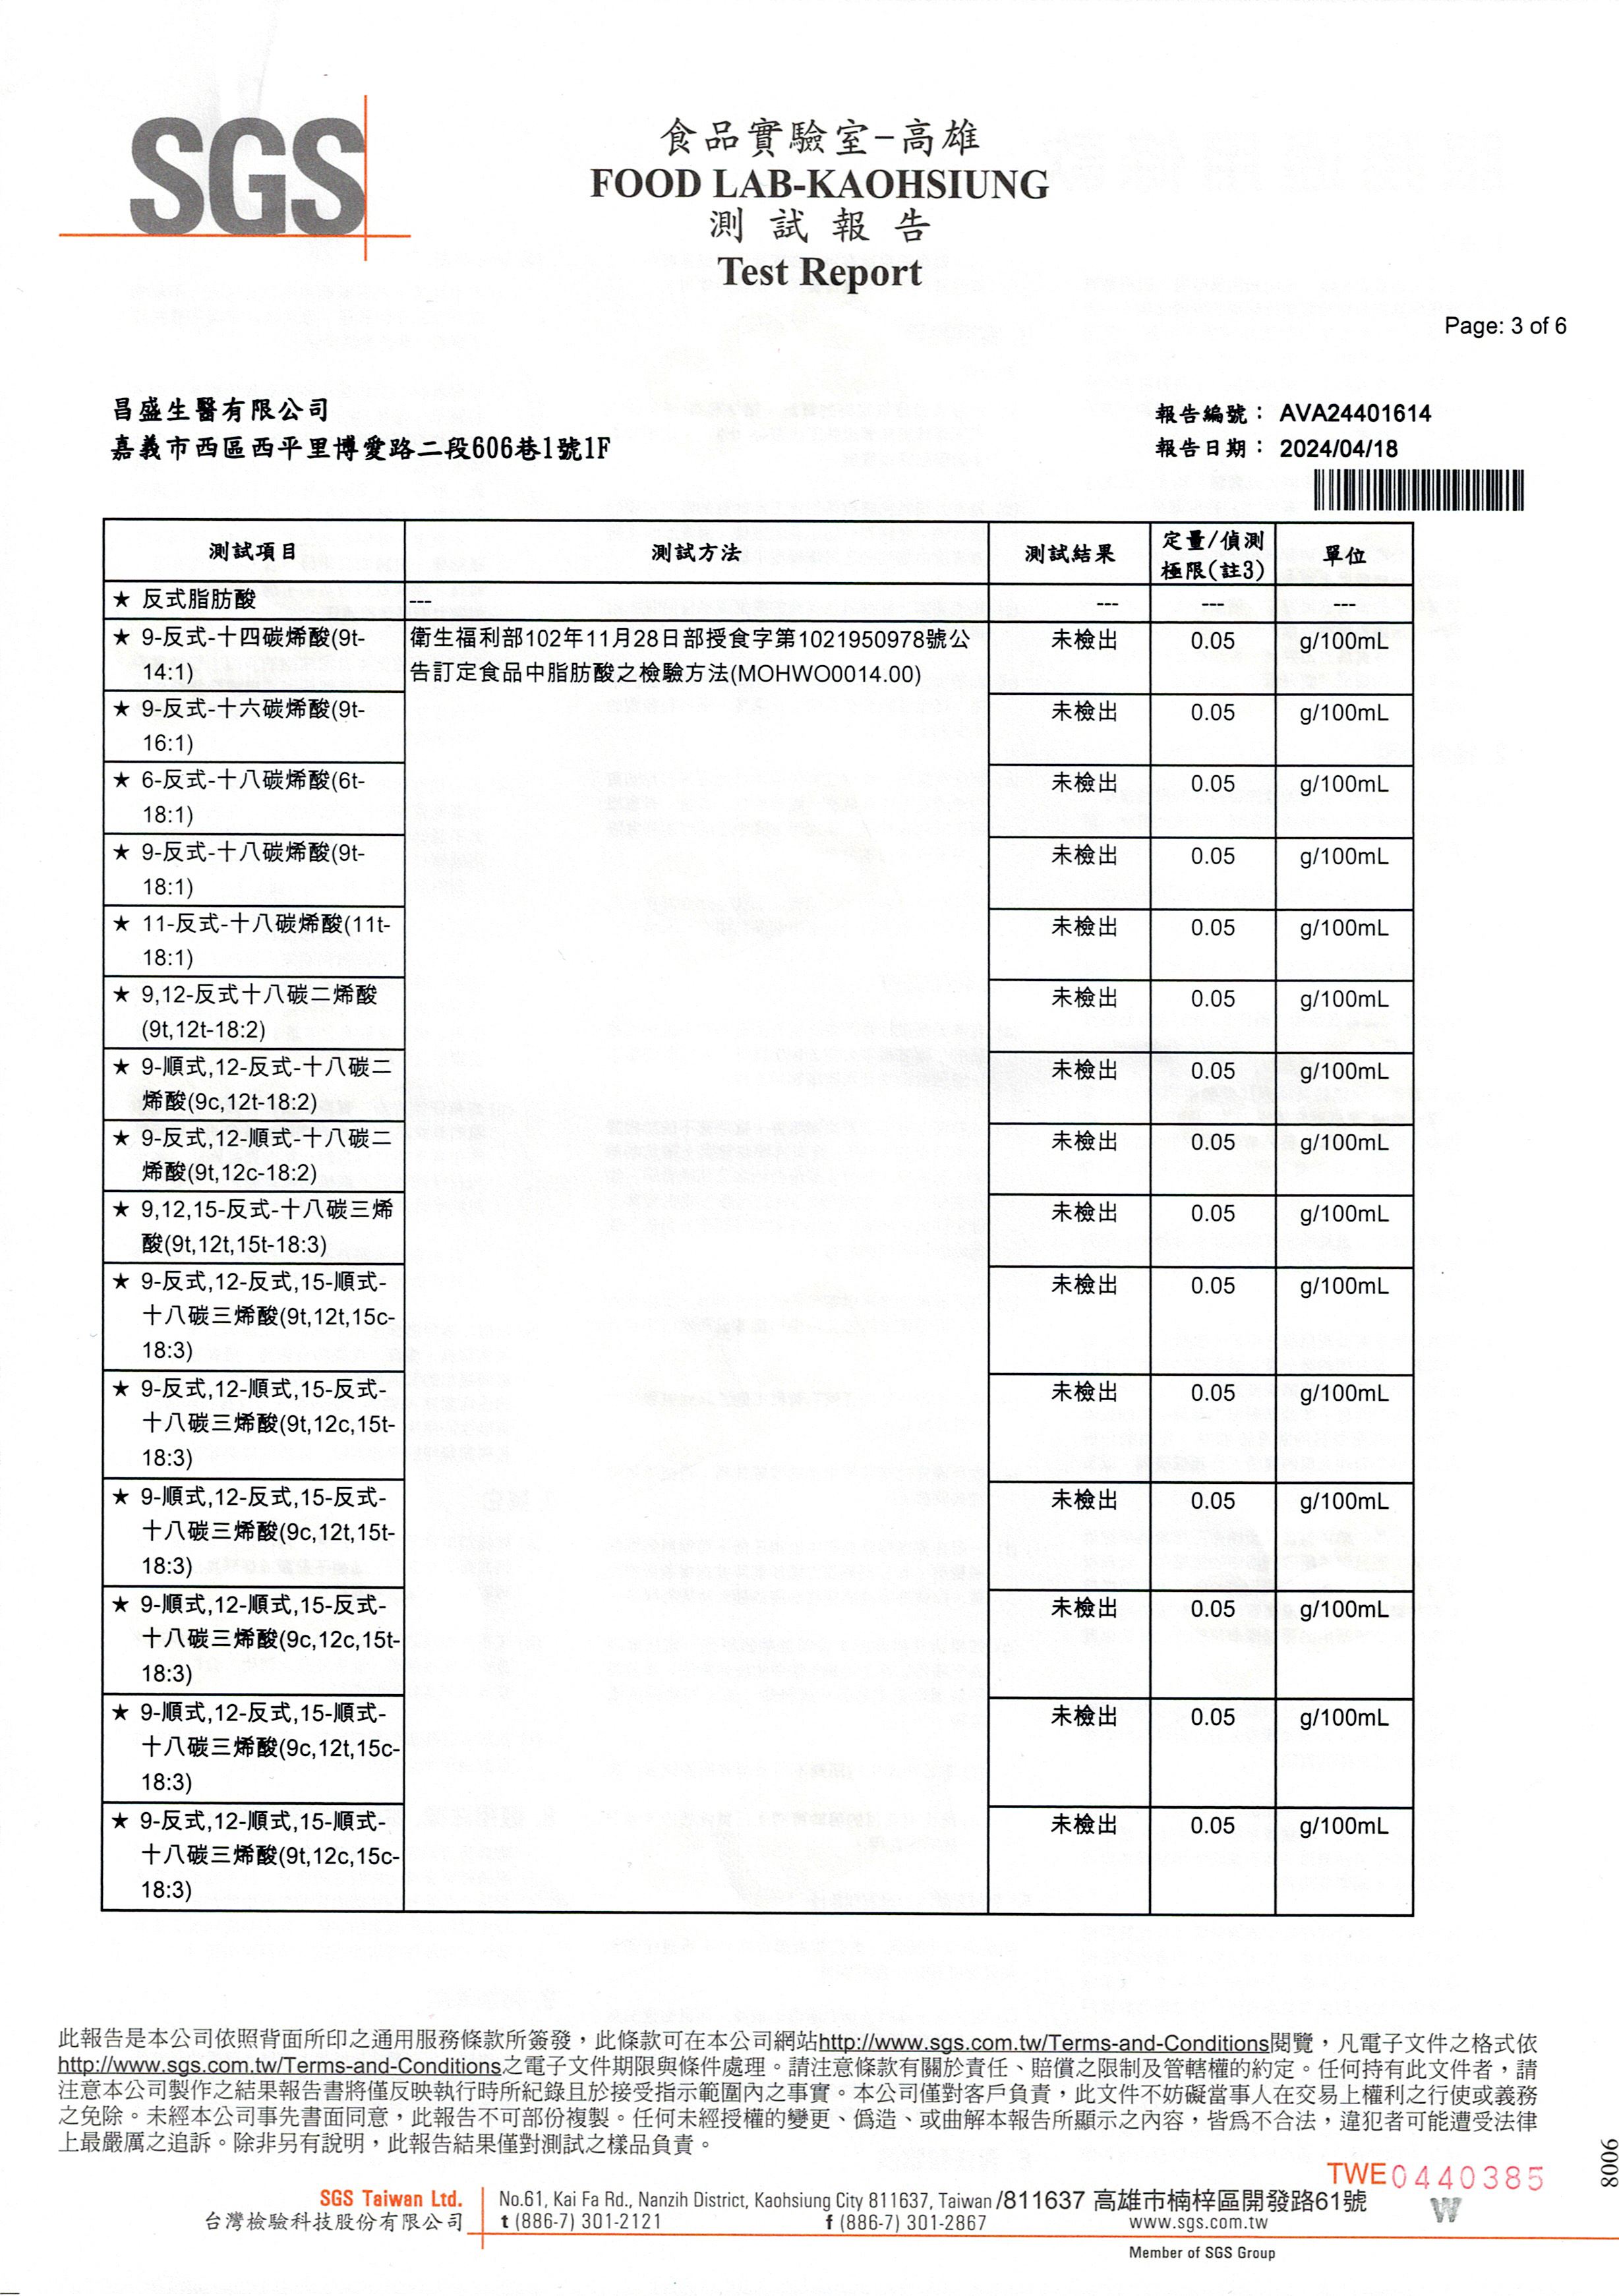 SGS
食品實驗室-高雄
FOOD LAB-KAOHSIUNG
測試報告
Test Report
Page: 3 of 6
昌盛生醫有限公司
嘉義市西區西平里博愛路二段606巷1號1F
報告編號： AVA24401614
報告日期： 2024/04/18
測試項目 測試方法 測試結果 定量/偵測極限(註3) 單位
★ 反式脂肪酸 --- --- --- ---
★ 9-反式-十四碳烯酸(9t-14:1) 衛生福利部102年11月28日部授食字第1021950978號公告訂定食品中脂肪酸之檢驗方法(MOHWO0014.00) 未檢出 0.05 g/100mL
★ 9-反式-十六碳烯酸(9t-16:1) 未檢出 0.05 g/100mL
★ 6-反式-十八碳烯酸(6t-18:1) 未檢出 0.05 g/100mL
★ 9-反式-十八碳烯酸(9t-18:1) 未檢出 0.05 g/100mL
★ 11-反式-十八碳烯酸(11t-18:1) 未檢出 0.05 g/100mL
★ 9,12-反式十八碳二烯酸(9t,12t-18:2) 未檢出 0.05 g/100mL
★ 9-順式,12-反式-十八碳二烯酸(9c,12t-18:2) 未檢出 0.05 g/100mL
★ 9-反式,12-順式-十八碳二烯酸(9t,12c-18:2) 未檢出 0.05 g/100mL
★ 9,12,15-反式-十八碳三烯酸(9t,12t,15t-18:3) 未檢出 0.05 g/100mL
★ 9-反式,12-反式,15-順式-十八碳三烯酸(9t,12t,15c-18:3) 未檢出 0.05 g/100mL
★ 9-反式,12-順式,15-反式-十八碳三烯酸(9t,12c,15t-18:3) 未檢出 0.05 g/100mL
★ 9-順式,12-反式,15-反式-十八碳三烯酸(9c,12t,15t-18:3) 未檢出 0.05 g/100mL
★ 9-順式,12-順式,15-反式-十八碳三烯酸(9c,12c,15t-18:3) 未檢出 0.05 g/100mL
★ 9-順式,12-反式,15-順式-十八碳三烯酸(9c,12t,15c-18:3) 未檢出 0.05 g/100mL
★ 9-反式,12-順式,15-順式-十八碳三烯酸(9t,12c,15c-18:3) 未檢出 0.05 g/100mL
此報告是本公司依照背面所印之通用服務條款所簽發，此條款可在本公司網站http://www.sgs.com.tw/Terms-and-Conditions閱覽，凡電子文件之格式依
http://www.sgs.com.tw/Terms-and-Conditions之電子文件期限與條件處理。請注意條款有關於責任、賠償之限制及管轄權的約定。任何持有此文件者，請
注意本公司製作之結果報告書將僅反映執行時所紀錄且於接受指示範圍內之事實。本公司僅對客戶負責，此文件不妨礙當事人在交易上權利之行使或義務
之免除。未經本公司事先書面同意，此報告不可部份複製。任何未經授權的變更、偽造、或曲解本報告所顯示之內容，皆爲不合法，違犯者可能遭受法律
上最嚴厲之追訴。除非另有說明，此報告結果僅對測試之樣品負責。
TWE0440385
W
9008
SGS Taiwan Ltd.
台灣檢驗科技股份有限公司
No.61, Kai Fa Rd., Nanzih District, Kaohsiung City 811637, Taiwan /811637 高雄市楠梓區開發路61號
t (886-7) 301-2121 f (886-7) 301-2867 www.sgs.com.tw
Member of SGS Group